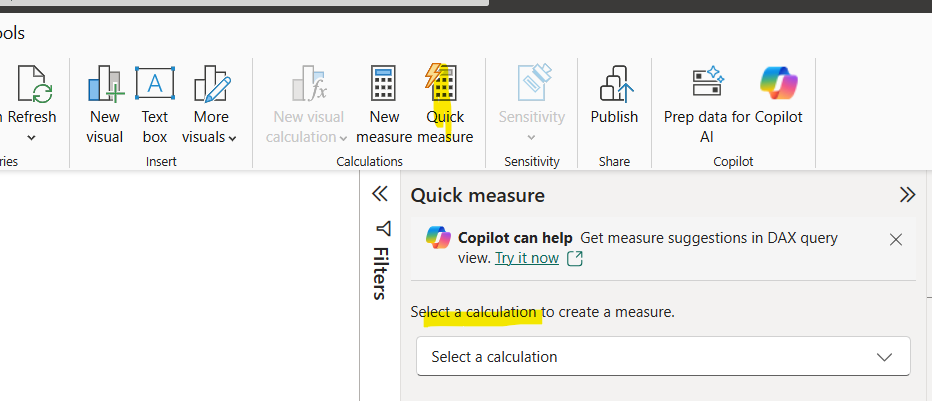 ools
n Refresh
New visual
Text box
More visuals
New visual calculation
fx
New measure
Quick measure
Sensitivity
Publish
Prep data for AI
Copilot
ries
Insert
Calculations
Sensitivity
Share
Copilot
Filters
Quick measure
Copilot can help Get measure suggestions in DAX query
view. Try it now
Select a calculation to create a measure.
Select a calculation